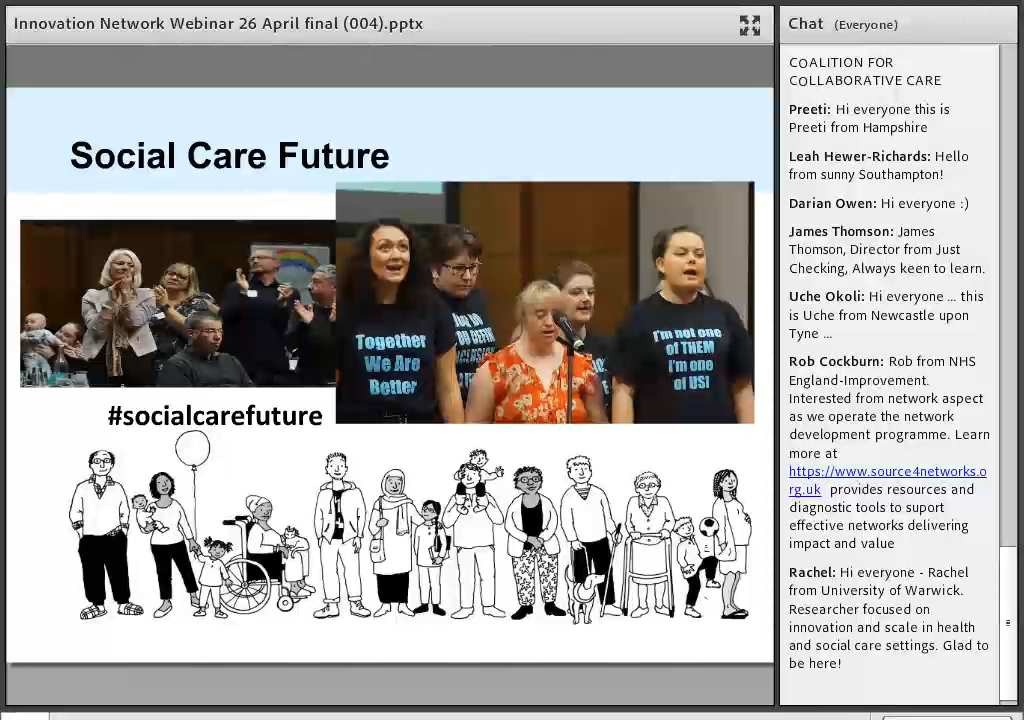 Innovation Network Webinar 26 April final (004).pptx
Social Care Future
Together
We Are
Better
I'm not one
of THEM
I'm one
of US!
#socialcarefuture
Chat (Everyone)
COALITION FOR
COLLABORATIVE CARE
Preeti: Hi everyone this is
Preeti from Hampshire
Leah Hewer-Richards: Hello
from sunny Southampton!
Darian Owen: Hi everyone :)
James Thomson: James
Thomson, Director from Just
Checking, Always keen to learn.
Uche Okoli: Hi everyone ... this
is Uche from Newcastle upon
Tyne ...
Rob Cockburn: Rob from NHS
England-Improvement.
Interested from network aspect
as we operate the network
development programme. Learn
more at
https://www.source4networks.o
rg.uk provides resources and
diagnostic tools to suport
effective networks delivering
impact and value
Rachel: Hi everyone - Rachel
from University of Warwick.
Researcher focused on
innovation and scale in health
and social care settings. Glad to
be here!